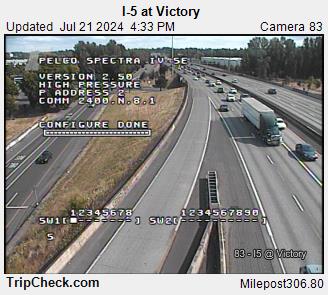 I-5 at Victory
Updated Jul 21 2024 4:33 PM Camera 83
PELCO SPECTRA IV SE
VERSION 2.50
HIGH PRESSURE
P ADDRESS 2
COMM 2400,N,8,1
CONFIGURE DONE
12345678 1234567890
SW1 SW2
S
83 - I5 @ Victory
TripCheck.com Milepost306.80